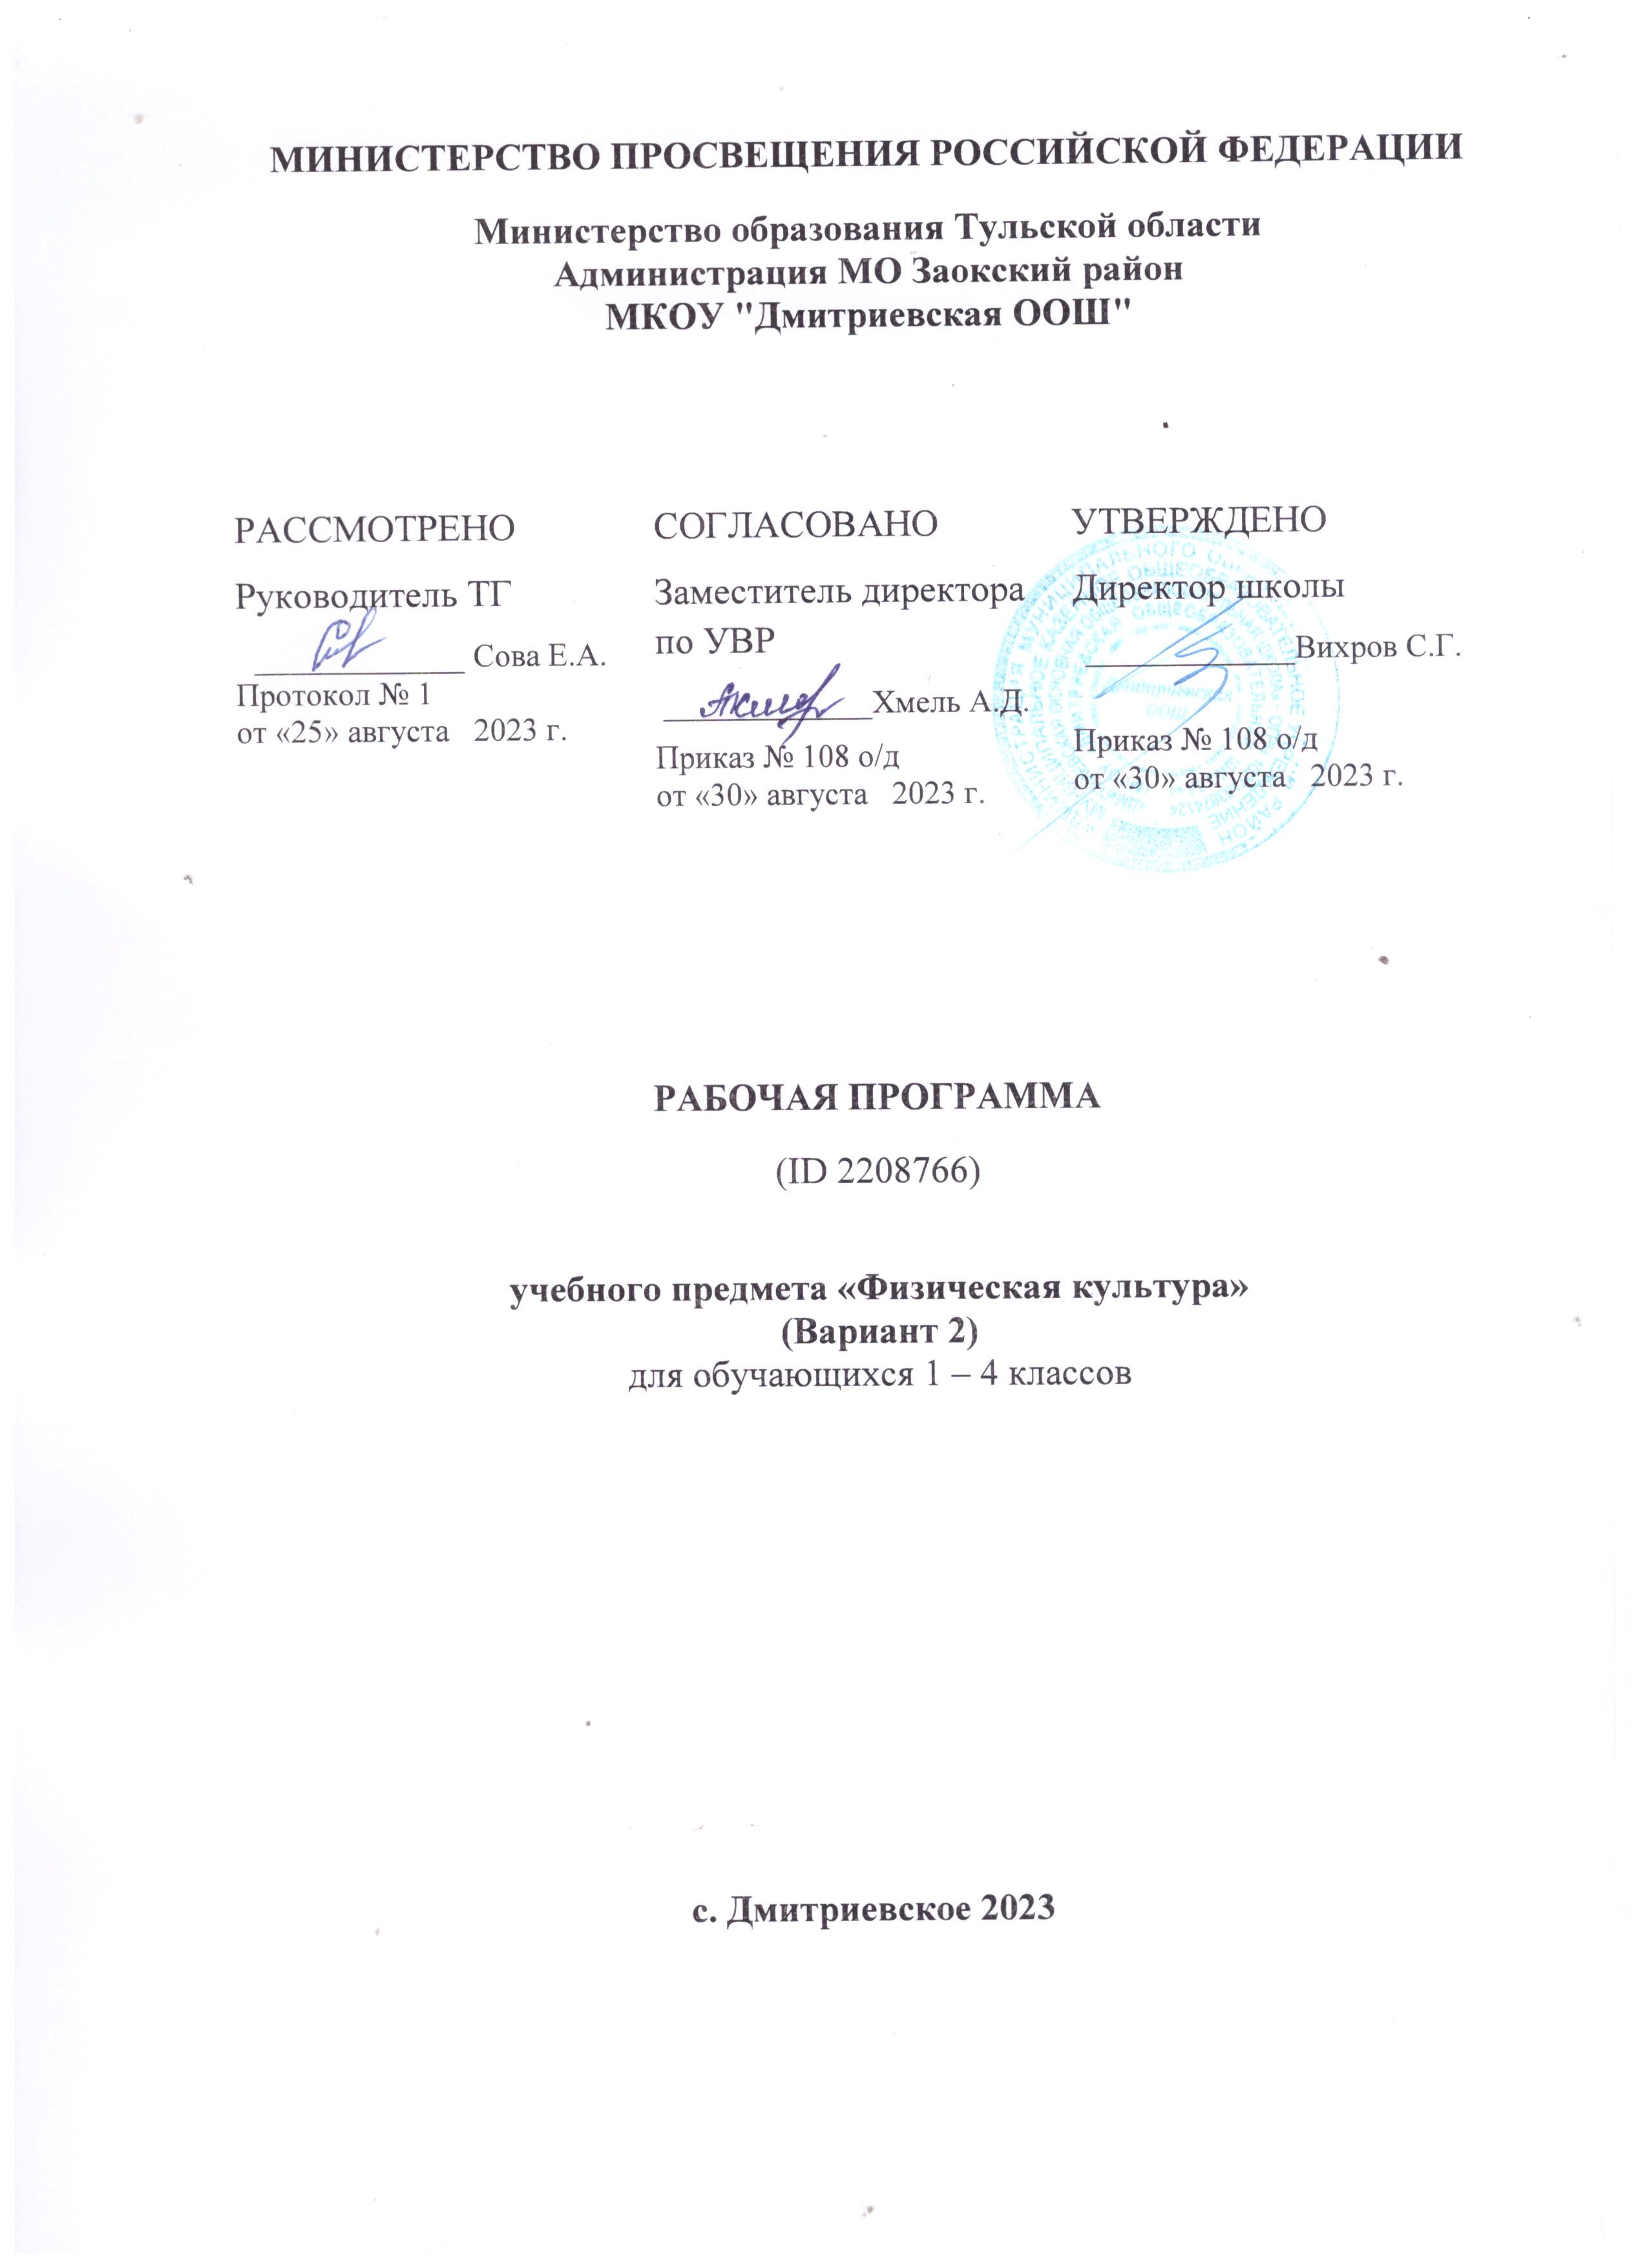 МИНИСТЕРСТВО ПРОСВЕЩЕНИЯ РОССИЙСКОЙ ФЕДЕРАЦИИ
Министерство образования Тульской области
Администрация МО Заокский район
МКОУ "Дмитриевская ООШ"
РАССМОТРЕНО
Руководитель ТГ
______________ Сова Е.А.
Протокол № 1
от «25» августа 2023 г.
СОГЛАСОВАНО
Заместитель директора
по УВР
______________Хмель А.Д.
Приказ № 108 о/д
от «30» августа 2023 г.
УТВЕРЖДЕНО
Директор школы
______________Вихров С.Г.
Приказ № 108 о/д
от «30» августа 2023 г.
РАБОЧАЯ ПРОГРАММА
(ID 2208766)
учебного предмета «Физическая культура»
(Вариант 2)
для обучающихся 1 – 4 классов
с. Дмитриевское 2023